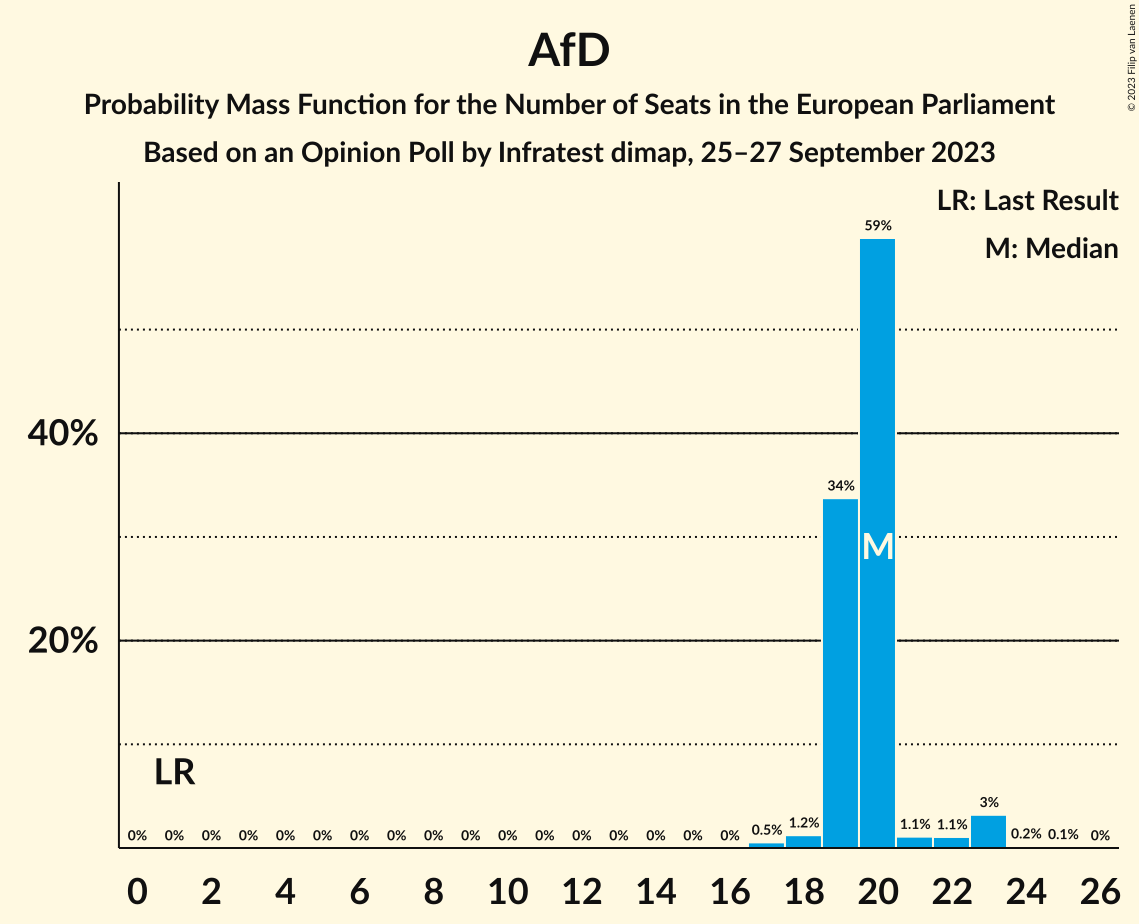 AfD
Probability Mass Function for the Number of Seats in the European Parliament
Based on an Opinion Poll by Infratest dimap, 25–27 September 2023
© 2023 Filip van Laenen
LR: Last Result
M: Median
59%
40%
34%
M
20%
LR
0% 0% 0% 0% 0% 0% 0% 0% 0% 0% 0% 0% 0% 0% 0% 0% 0% 0.5% 1.2% 1.1% 1.1% 3% 0.2% 0.1% 0%
0 2 4 6 8 10 12 14 16 18 20 22 24 26